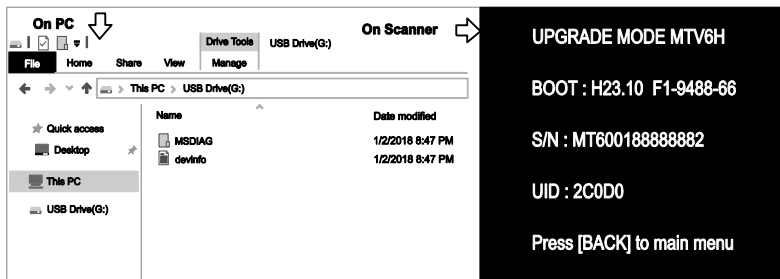 On PC
On Scanner
Drive Tools
USB Drive(G:)
File Home Share View Manage
This PC > USB Drive(G:)
Name Date modified
Quick access
Desktop
This PC
USB Drive(G:)
MSDIAG 1/2/2018 8:47 PM
devinfo 1/2/2018 8:47 PM
UPGRADE MODE MTV6H
BOOT : H23.10 F1-9488-66
S/N : MT600188888882
UID : 2C0D0
Press [BACK] to main menu